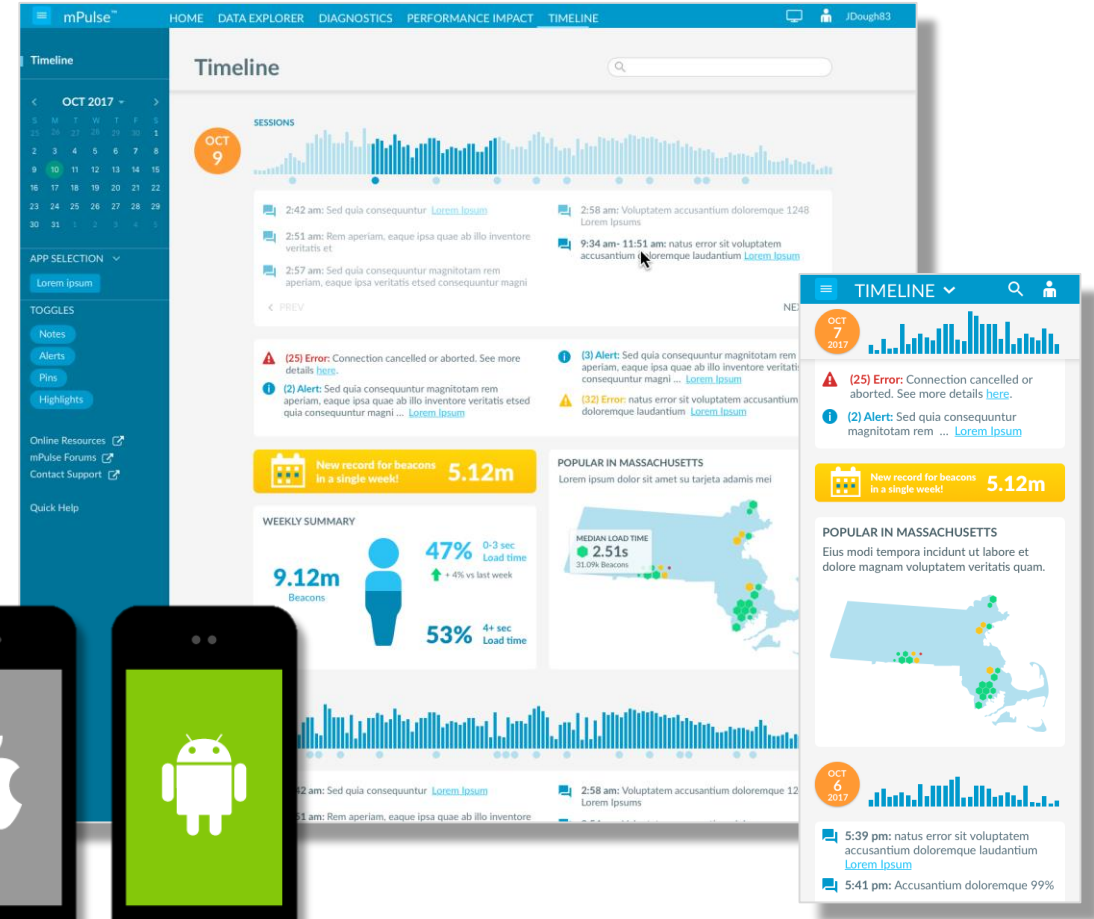 mPulse™
HOME DATA EXPLORER DIAGNOSTICS PERFORMANCE IMPACT TIMELINE
JDough83
Timeline
OCT 2017
S M T W T F S
25 26 27 28 29 30 1
2 3 4 5 6 7 8
9 10 11 12 13 14 15
16 17 18 19 20 21 22
23 24 25 26 27 28 29
30 31 1 2 3 4 5
APP SELECTION
Lorem ipsum
TOGGLES
Notes
Alerts
Pins
Highlights
Online Resources
mPulse Forums
Contact Support
Quick Help
Timeline
OCT
9
SESSIONS
2:42 am: Sed quia consequuntur Lorem Ipsum
2:51 am: Rem aperiam, eaque ipsa quae ab illo inventore
veritatis et
2:57 am: Sed quia consequuntur magnitotam rem
aperiam, eaque ipsa veritatis etsed consequuntur magni
2:58 am: Voluptatem accusantium doloremque 1248
Lorem Ipsums
9:34 am- 11:51 am: natus error sit voluptatem
accusantium doloremque laudantium Lorem Ipsum
PREV
(25) Error: Connection cancelled or aborted. See more
details here.
(2) Alert: Sed quia consequuntur magnitotam rem
aperiam, eaque ipsa quae ab illo inventore veritatis etsed
quia consequuntur magni ... Lorem Ipsum
(3) Alert: Sed quia consequuntur magnitotam rem
aperiam, eaque ipsa quae ab illo inventore veritatis
consequuntur magni ... Lorem Ipsum
(32) Error: natus error sit voluptatem accusantium
doloremque laudantium Lorem Ipsum
New record for beacons
in a single week!
5.12m
WEEKLY SUMMARY
9.12m
Beacons
47%
0-3 sec
Load time
+ 4% vs last week
53%
4+ sec
Load time
POPULAR IN MASSACHUSETTS
Lorem ipsum dolor sit amet su tarjeta adamis mei
MEDIAN LOAD TIME
2.51s
31.09k Beacons
42 am: Sed quia consequuntur Lorem Ipsum
51 am: Rem aperiam, eaque ipsa quae ab illo inventore
2:58 am: Voluptatem accusantium doloremque 12
Lorem Ipsums
TIMELINE
OCT
7
2017
(25) Error: Connection cancelled or
aborted. See more details here.
(2) Alert: Sed quia consequuntur
magnitotam rem ... Lorem Ipsum
New record for beacons
in a single week!
5.12m
POPULAR IN MASSACHUSETTS
Eius modi tempora incidunt ut labore et
dolore magnam voluptatem veritatis quam.
OCT
6
2017
5:39 pm: natus error sit voluptatem
accusantium doloremque laudantium
Lorem Ipsum
5:41 pm: Accusantium doloremque 99%